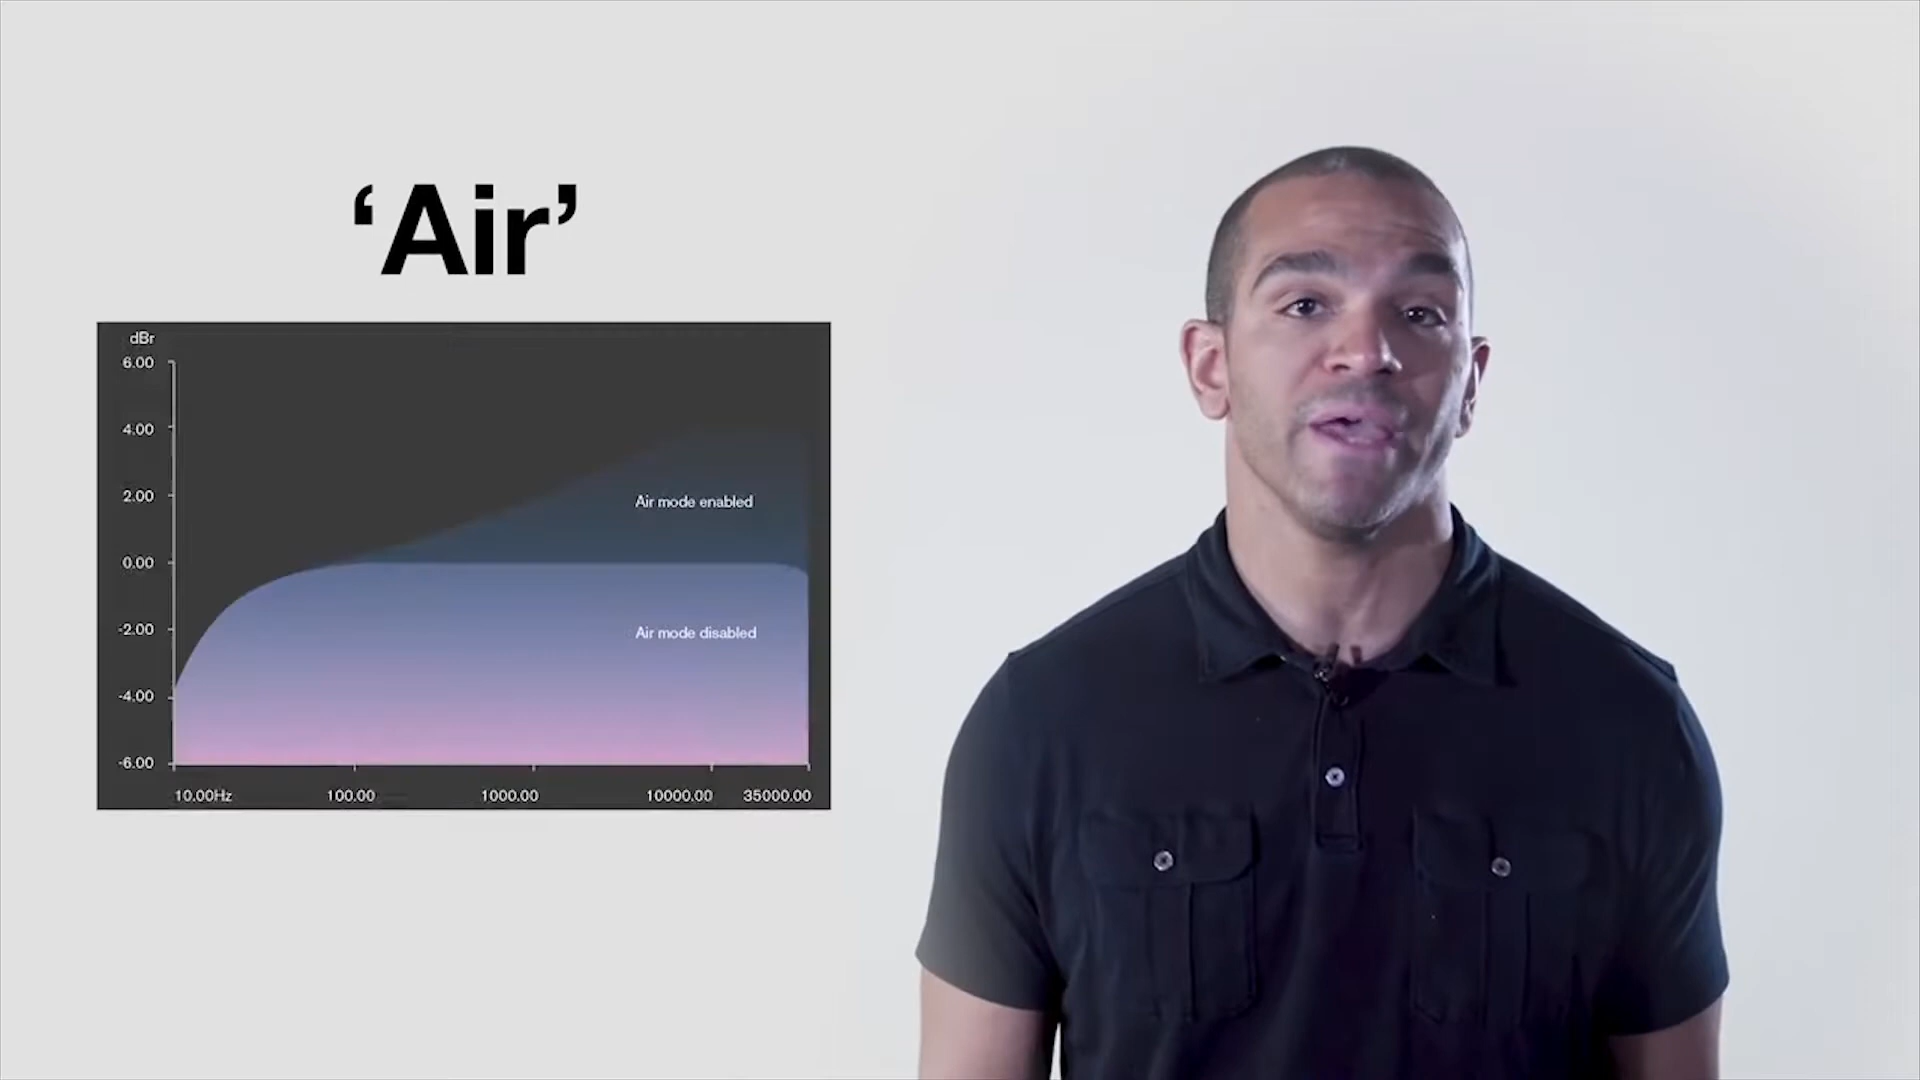 ‘Air’
dBr
6.00
4.00
2.00
Air mode enabled
0.00
-2.00
Air mode disabled
-4.00
-6.00
10.00Hz 100.00 1000.00 10000.00 35000.00